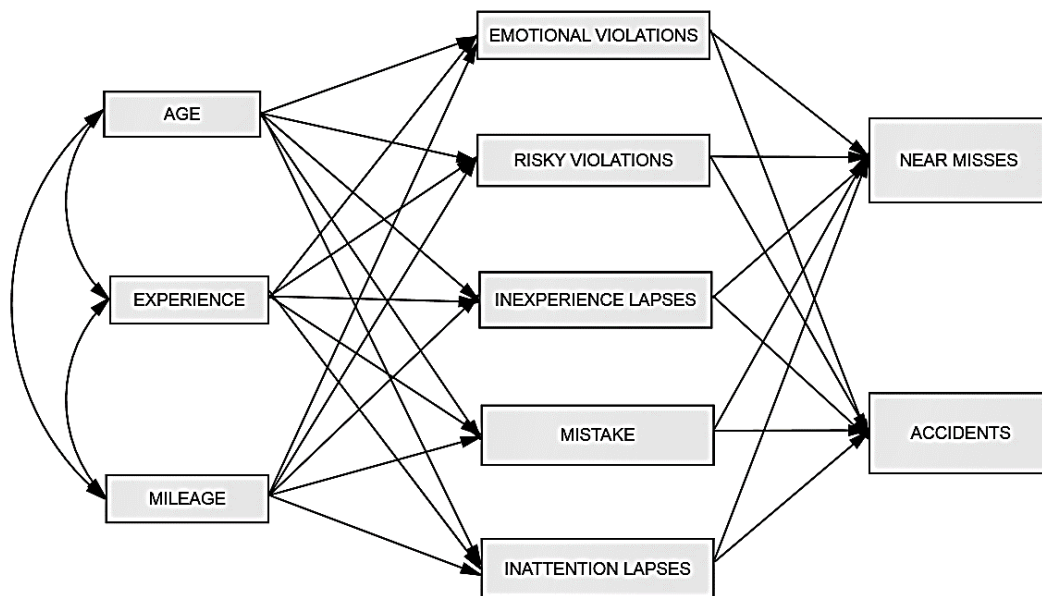 EMOTIONAL VIOLATIONS
AGE
RISKY VIOLATIONS
NEAR MISSES
EXPERIENCE
INEXPERIENCE LAPSES
MISTAKE
ACCIDENTS
MILEAGE
INATTENTION LAPSES